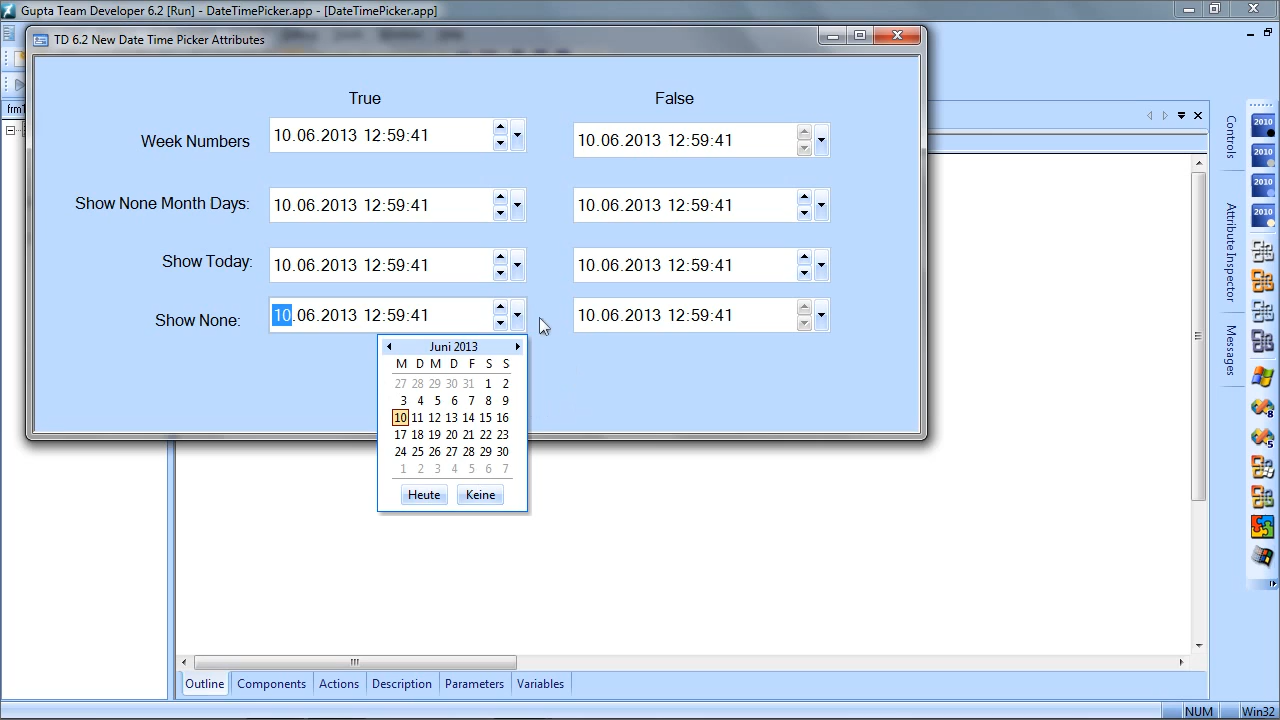 Gupta Team Developer 6.2 [Run] - DateTimePicker.app - [DateTimePicker.app]
TD 6.2 New Date Time Picker Attributes
frm1
True False
Week Numbers 10.06.2013 12:59:41 10.06.2013 12:59:41
Show None Month Days: 10.06.2013 12:59:41 10.06.2013 12:59:41
Show Today: 10.06.2013 12:59:41 10.06.2013 12:59:41
Show None: 10.06.2013 12:59:41 10.06.2013 12:59:41
Juni 2013
M D M D F S S
27 28 29 30 31 1 2
3 4 5 6 7 8 9
10 11 12 13 14 15 16
17 18 19 20 21 22 23
24 25 26 27 28 29 30
1 2 3 4 5 6 7
Heute Keine
Controls
Attribute Inspector
Messages
2010
2010
2010
2010
8
5
Outline Components Actions Description Parameters Variables
NUM Win32